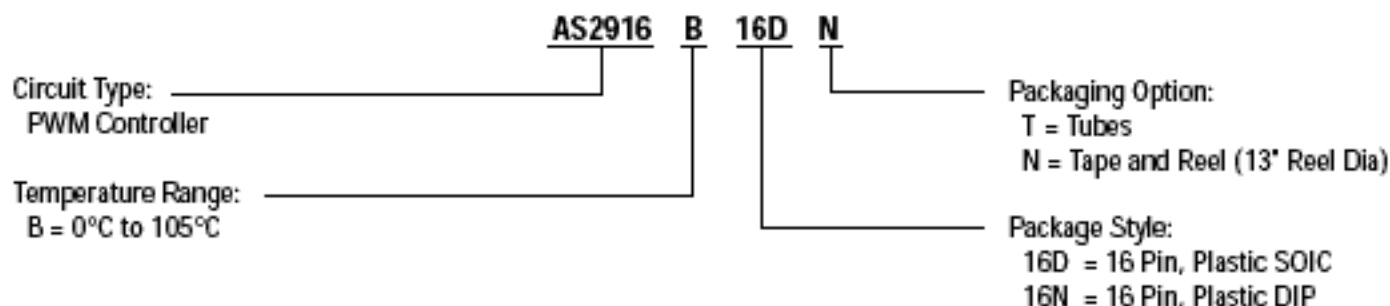 AS2916 B 16D N
Circuit Type:
PWM Controller
Temperature Range:
B = 0°C to 105°C
Packaging Option:
T = Tubes
N = Tape and Reel (13" Reel Dia)
Package Style:
16D = 16 Pin, Plastic SOIC
16N = 16 Pin, Plastic DIP